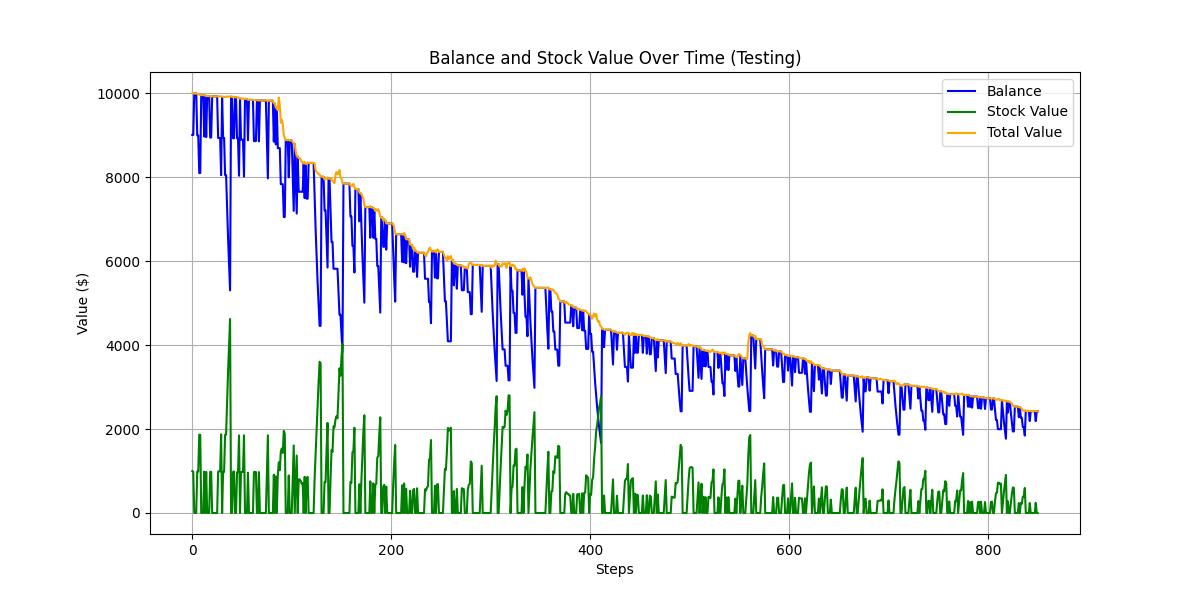 Balance and Stock Value Over Time (Testing)
Balance
Stock Value
Total Value
Value ($)
10000
8000
6000
4000
2000
0
0 200 400 600 800
Steps